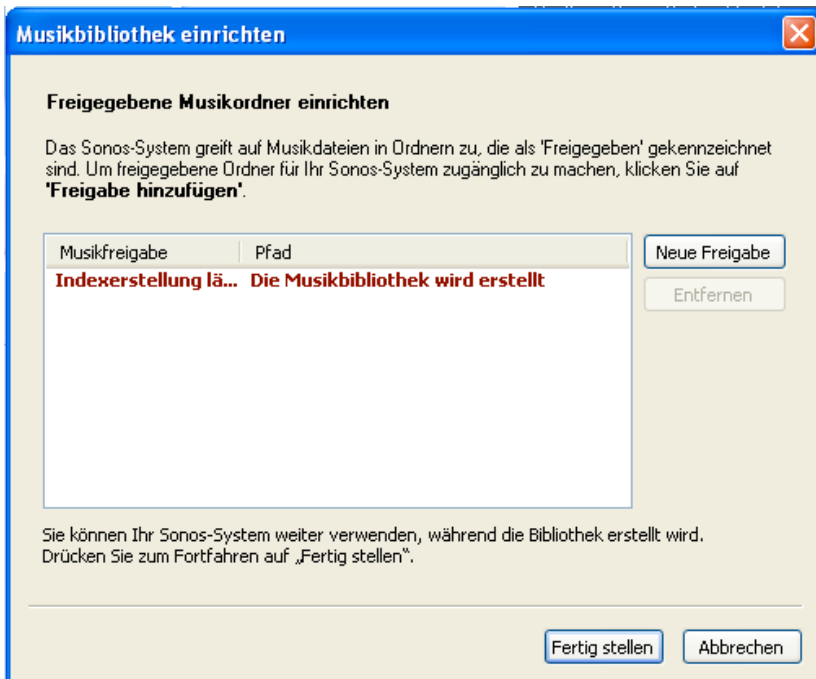 Musikbibliothek einrichten
Freigegebene Musikordner einrichten
Das Sonos-System greift auf Musikdateien in Ordnern zu, die als 'Freigegeben' gekennzeichnet
sind. Um freigegebene Ordner für Ihr Sonos-System zugänglich zu machen, klicken Sie auf
'Freigabe hinzufügen'.
Musikfreigabe Pfad
Indexerstellung lä... Die Musikbibliothek wird erstellt
Neue Freigabe
Entfernen
Sie können Ihr Sonos-System weiter verwenden, während die Bibliothek erstellt wird.
Drücken Sie zum Fortfahren auf „Fertig stellen“.
Fertig stellen Abbrechen